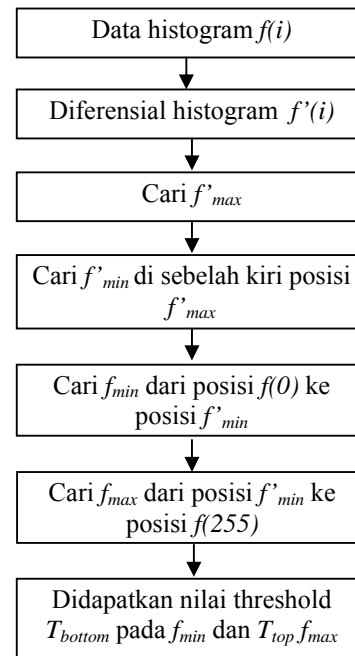 Data histogram f(i)
Diferensial histogram f’(i)
Cari f’max
Cari f’min di sebelah kiri posisi
f’max
Cari fmin dari posisi f(0) ke
posisi f’min
Cari fmax dari posisi f’min ke
posisi f(255)
Didapatkan nilai threshold
Tbottom pada fmin dan Ttop fmax